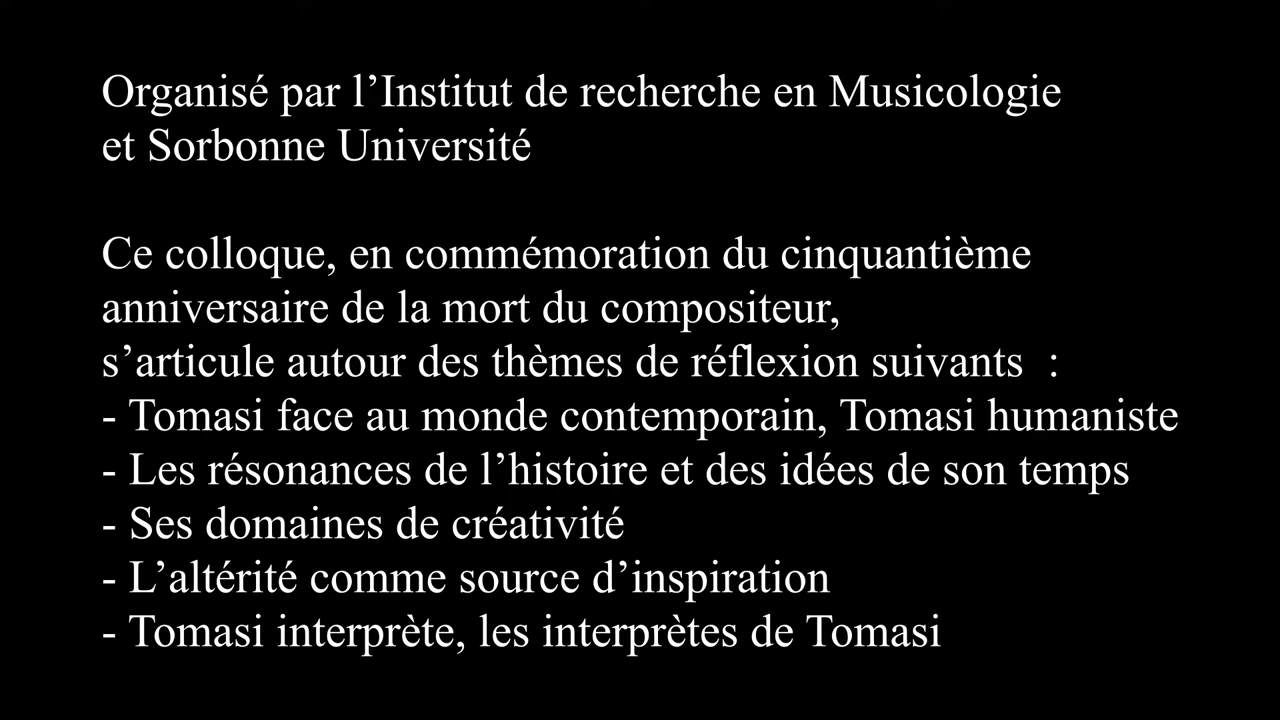 Organisé par l’Institut de recherche en Musicologie
et Sorbonne Université
Ce colloque, en commémoration du cinquantième
anniversaire de la mort du compositeur,
s’articule autour des thèmes de réflexion suivants  :
- Tomasi face au monde contemporain, Tomasi humaniste
- Les résonances de l’histoire et des idées de son temps
- Ses domaines de créativité
- L’altérité comme source d’inspiration
- Tomasi interprète, les interprètes de Tomasi